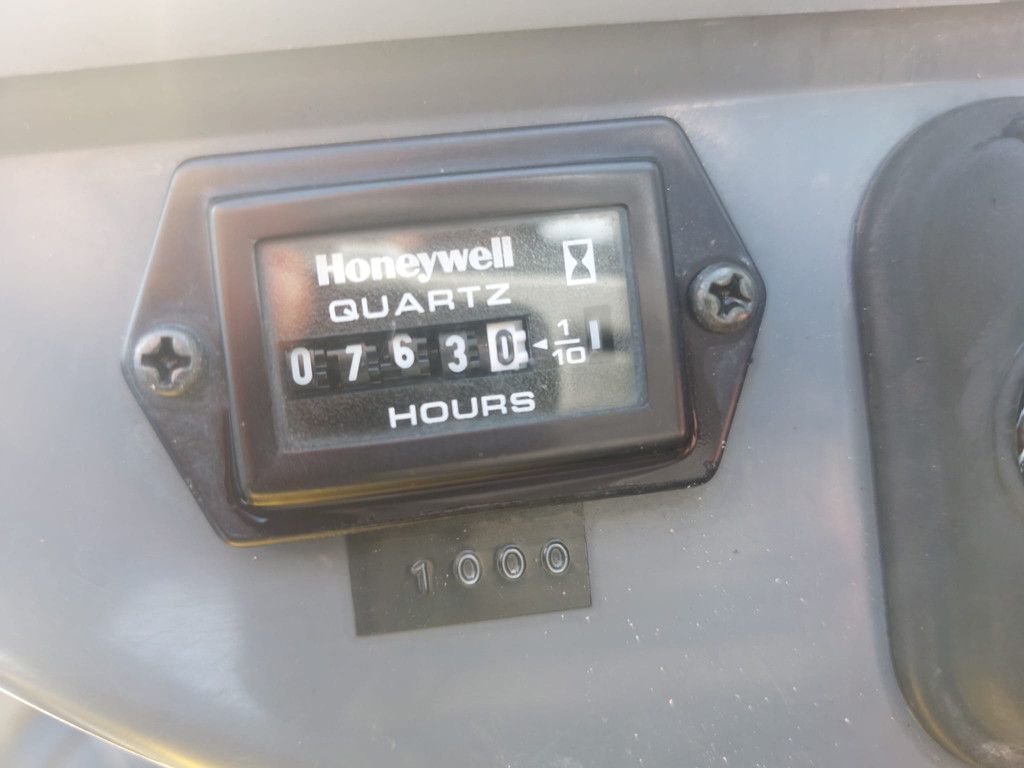 Honeywell
QUARTZ
07630 ◄ 1/10
HOURS
1000